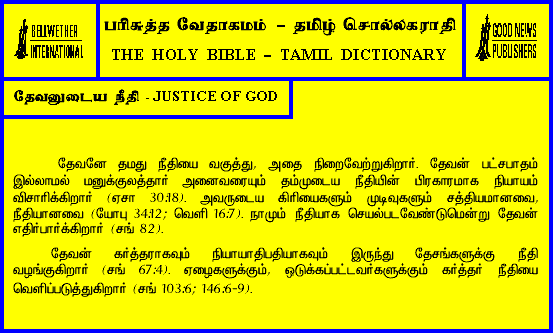 BELLWETHER
INTERNATIONAL
பரிசுத்த வேதாகமம் – தமிழ் சொல்லகராதி
THE HOLY BIBLE – TAMIL DICTIONARY
GOOD NEWS
PUBLISHERS
தேவனுடைய நீதி - JUSTICE OF GOD
தேவனே தமது நீதியை வகுத்து, அதை நிறைவேற்றுகிறார். தேவன் பட்சபாதம்
இல்லாமல் மனுக்குலத்தார் அனைவரையும் தம்முடைய நீதியின் பிரகாரமாக நியாயம்
விசாரிக்கிறார் (ஏசா 30:18). அவருடைய கிரியைகளும் முடிவுகளும் சத்தியமானவை,
நீதியானவை (யோபு 34:12; வெளி 16:7). நாமும் நீதியாக செயல்படவேண்டுமென்று தேவன்
எதிர்பார்க்கிறார் (சங் 82).
தேவன் கர்த்தராகவும் நியாயாதிபதியாகவும் இருந்து தேசங்களுக்கு நீதி
வழங்குகிறார் (சங் 67:4). ஏழைகளுக்கும், ஒடுக்கப்பட்டவர்களுக்கும் கர்த்தர் நீதியை
வெளிப்படுத்துகிறார் (சங் 103:6; 146:6-9).